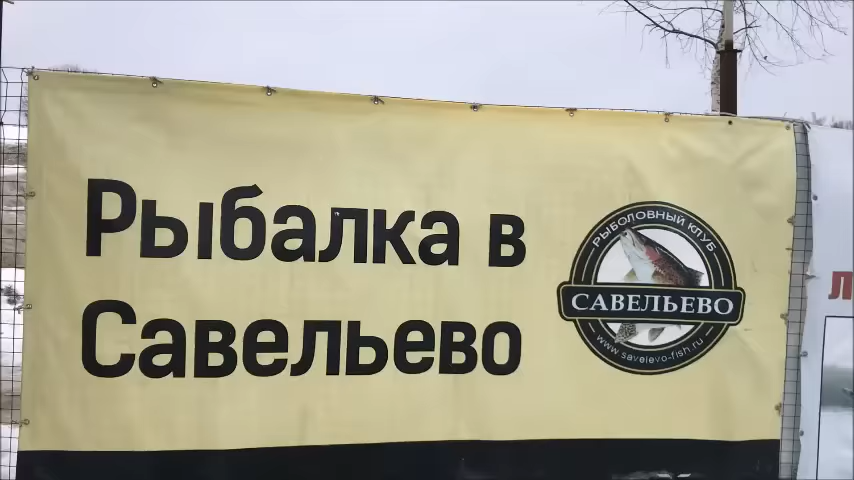 Рыбалка в
Савельево
РЫБОЛОВНЫЙ КЛУБ
САВЕЛЬЕВО
www.savelevo-fish.ru
Л